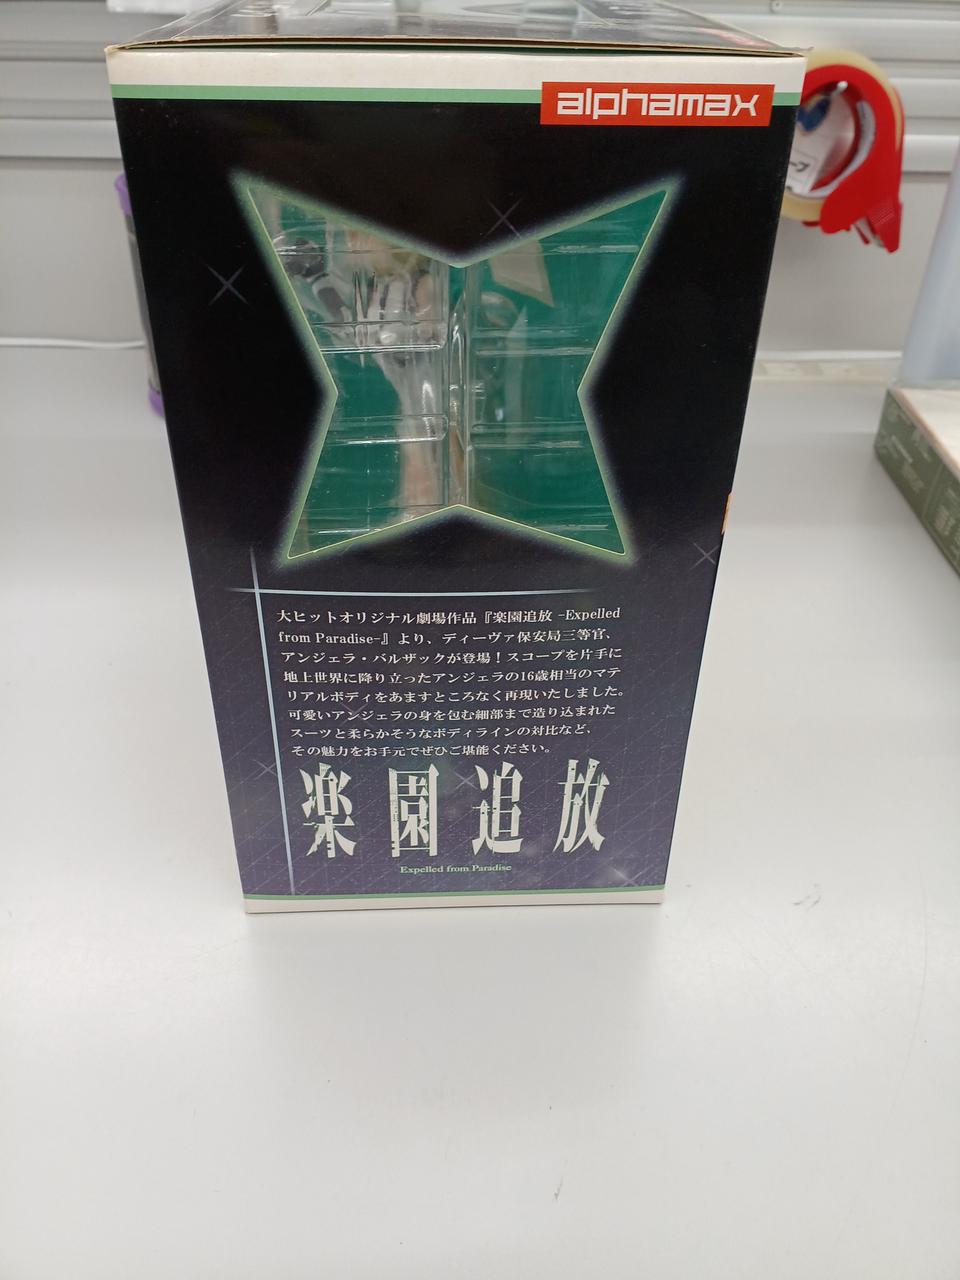 alphamax
大ヒットオリジナル劇場作品『楽園追放 -Expelled
from Paradise-』より、ディーヴァ保安局三等官、
アンジェラ・バルザックが登場！スコープを片手に
地上世界に降り立ったアンジェラの16歳相当のマテ
リアルボディをあますところなく再現いたしました。
可愛いアンジェラの身を包む細部まで造り込まれた
スーツと柔らかそうなボディラインの対比など、
その魅力をお手元でぜひご堪能ください。
楽園追放
Expelled from Paradise